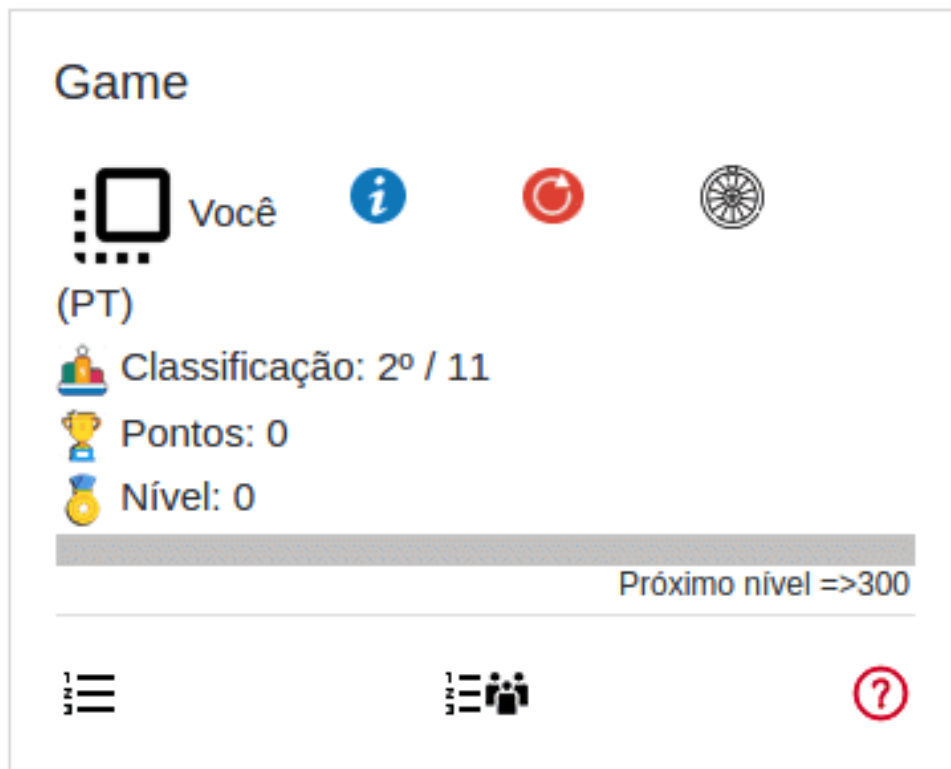 Game
Você
(PT)
Classificação: 2º / 11
Pontos: 0
Nível: 0
Próximo nível =>300